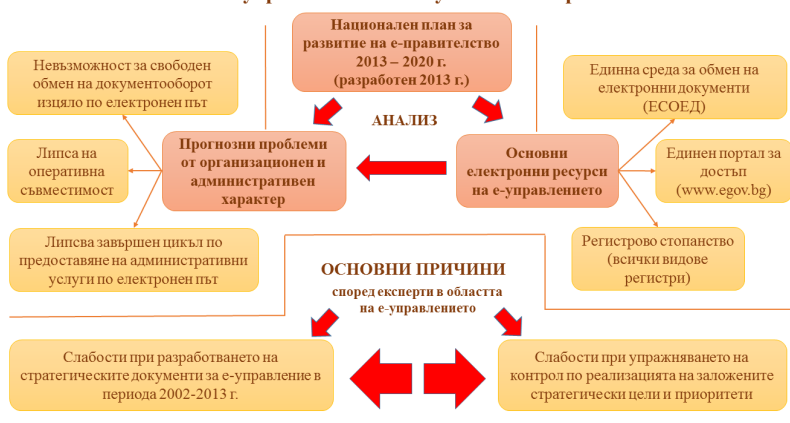 Национален план за
развитие на е-правителство
2013 – 2020 г.
(разработен 2013 г.)
Невъзможност за свободен
обмен на документооборот
изцяло по електронен път
Единна среда за обмен на
електронни документи
(ЕСОЕД)
АНАЛИЗ
Прогнозни проблеми
от организационен и
административен
характер
Основни
електронни ресурси
на е-управлението
Липса на
оперативна
съвместимост
Единен портал за
достъп
(www.egov.bg)
Липсва завършен цикъл по
предоставяне на административни
услуги по електронен път
Регистрово стопанство
(всички видове
регистри)
ОСНОВНИ ПРИЧИНИ
според експерти в областта
на е-управлението
Слабости при разработването на
стратегическите документи за е-управление в
периода 2002-2013 г.
Слабости при упражняването на
контрол по реализацията на заложените
стратегически цели и приоритети